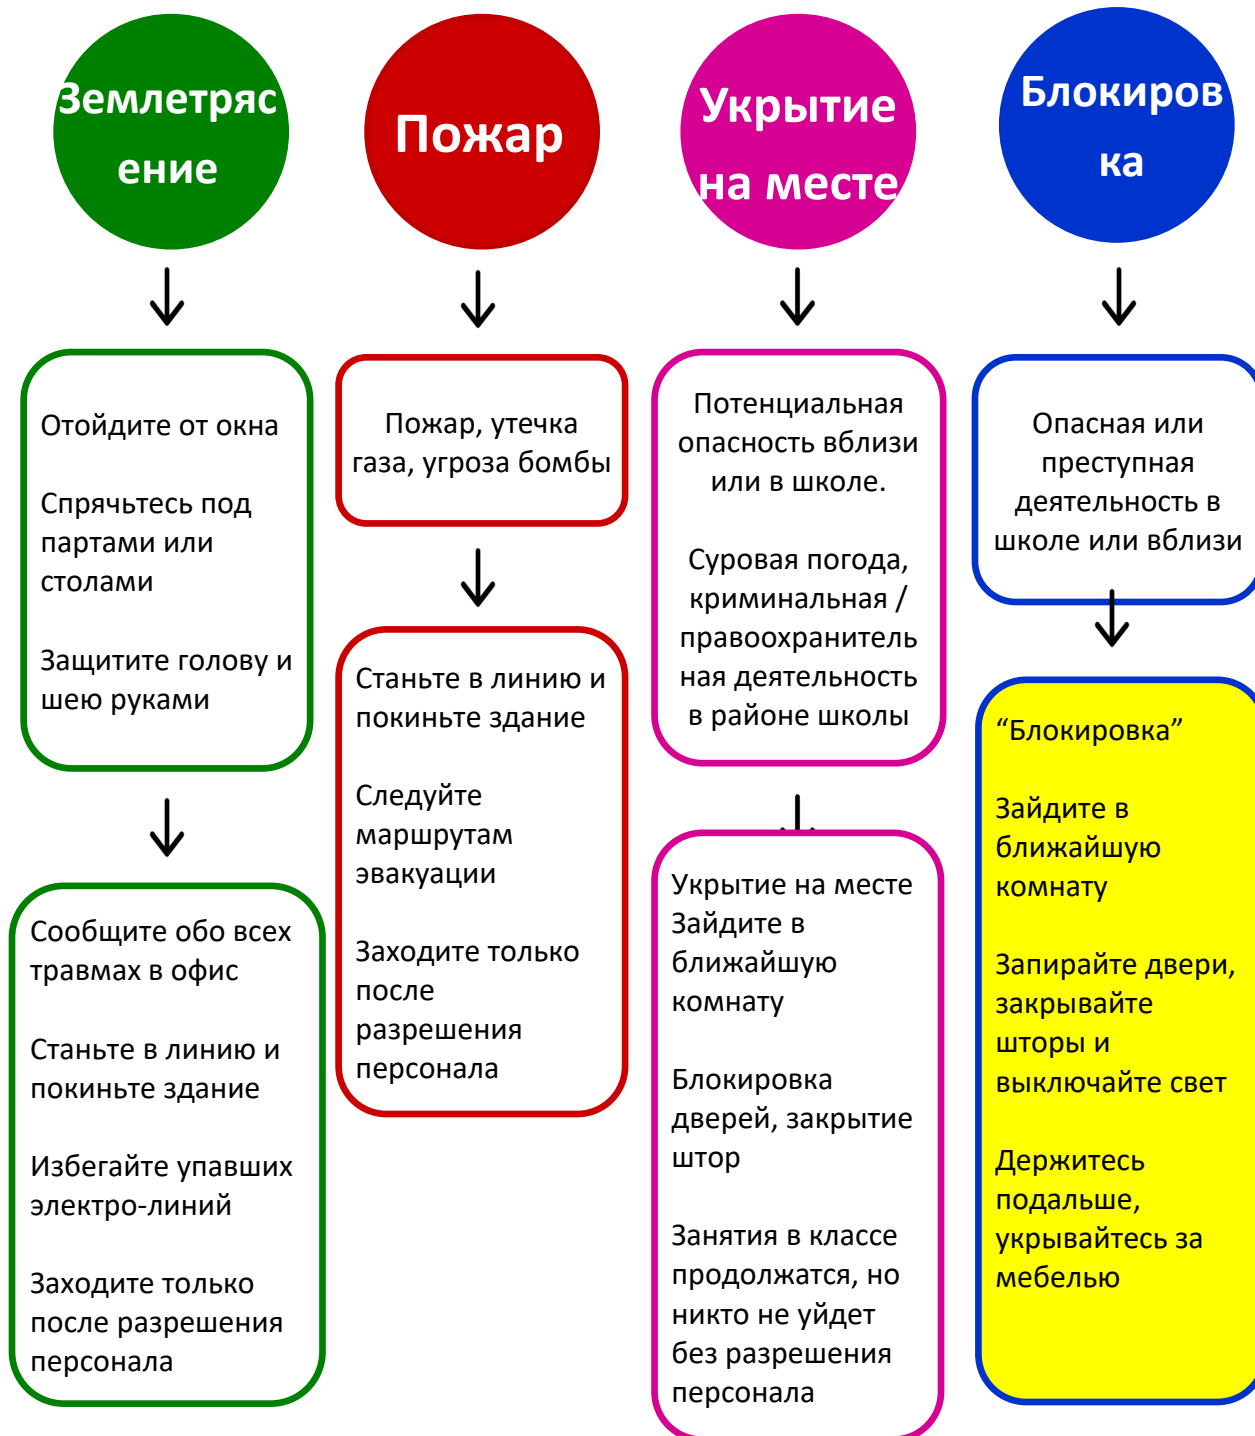 Землетряс
ение
Отойдите от окна
Спрячьтесь под
партами или
столами
Защитите голову и
шею руками
Сообщите обо всех
травмах в офис
Станьте в линию и
покиньте здание
Избегайте упавших
электро-линий
Заходите только
после разрешения
персонала
Пожар
Пожар, утечка
газа, угроза бомбы
Станьте в линию и
покиньте здание
Следуйте
маршрутам
эвакуации
Заходите только
после
разрешения
персонала
Укрытие
на месте
Потенциальная
опасность вблизи
или в школе.
Суровая погода,
криминальная /
правоохранитель
ная деятельность
в районе школы
Укрытие на месте
Зайдите в
ближайшую
комнату
Блокировка
дверей, закрытие
штор
Занятия в классе
продолжатся, но
никто не уйдет
без разрешения
персонала
Блокиров
ка
Опасная или
преступная
деятельность в
школе или вблизи
“Блокировка”
Зайдите в
ближайшую
комнату
Запирайте двери,
закрывайте
шторы и
выключайте свет
Держитесь
подальше,
укрывайтесь за
мебелью